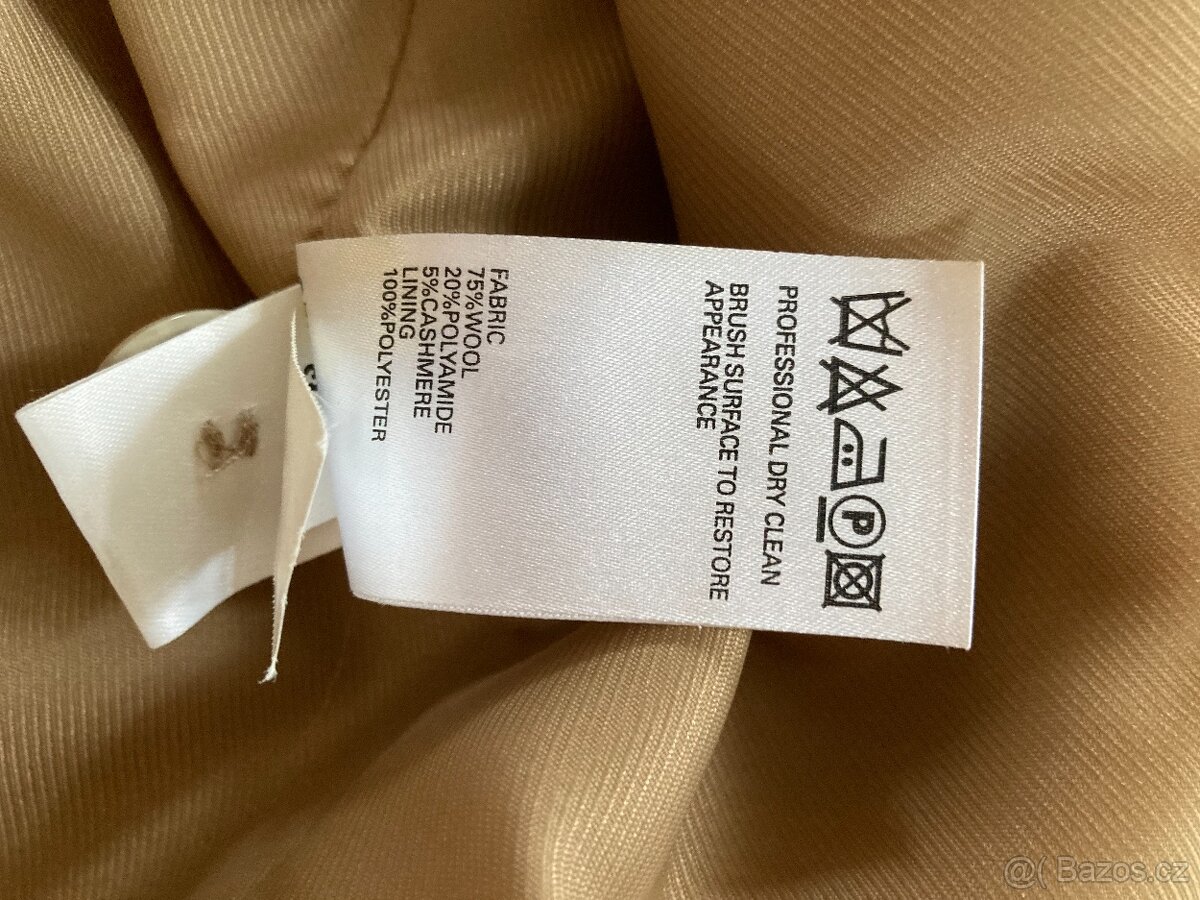 FABRIC
75%WOOL
20%POLYAMIDE
5%CASHMERE
LINING
100%POLYESTER
P
PROFESSIONAL DRY CLEAN
BRUSH SURFACE TO RESTORE
APPEARANCE
@( Bazos.cz